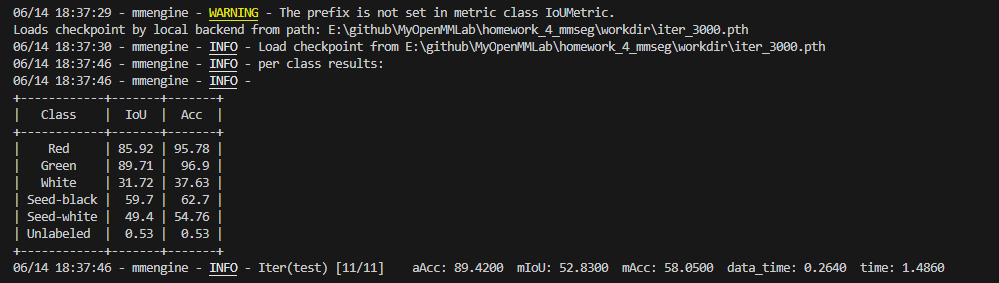 06/14 18:37:29 - mmengine - WARNING - The prefix is not set in metric class IoUMetric.
Loads checkpoint by local backend from path: E:\github\MyOpenMMLab\homework_4_mmseg\workdir\iter_3000.pth
06/14 18:37:30 - mmengine - INFO - Load checkpoint from E:\github\MyOpenMMLab\homework_4_mmseg\workdir\iter_3000.pth
06/14 18:37:46 - mmengine - INFO - per class results:
06/14 18:37:46 - mmengine - INFO -
+------------+-------+-------+
|   Class    |  IoU  |  Acc  |
+------------+-------+-------+
|    Red     | 85.92 | 95.78 |
|   Green    | 89.71 |  96.9 |
|   White    | 31.72 | 37.63 |
| Seed-black |  59.7 |  62.7 |
| Seed-white |  49.4 | 54.76 |
| Unlabeled  |  0.53 |  0.53 |
+------------+-------+-------+
06/14 18:37:46 - mmengine - INFO - Iter(test) [11/11]    aAcc: 89.4200  mIoU: 52.8300  mAcc: 58.0500  data_time: 0.2640  time: 1.4860